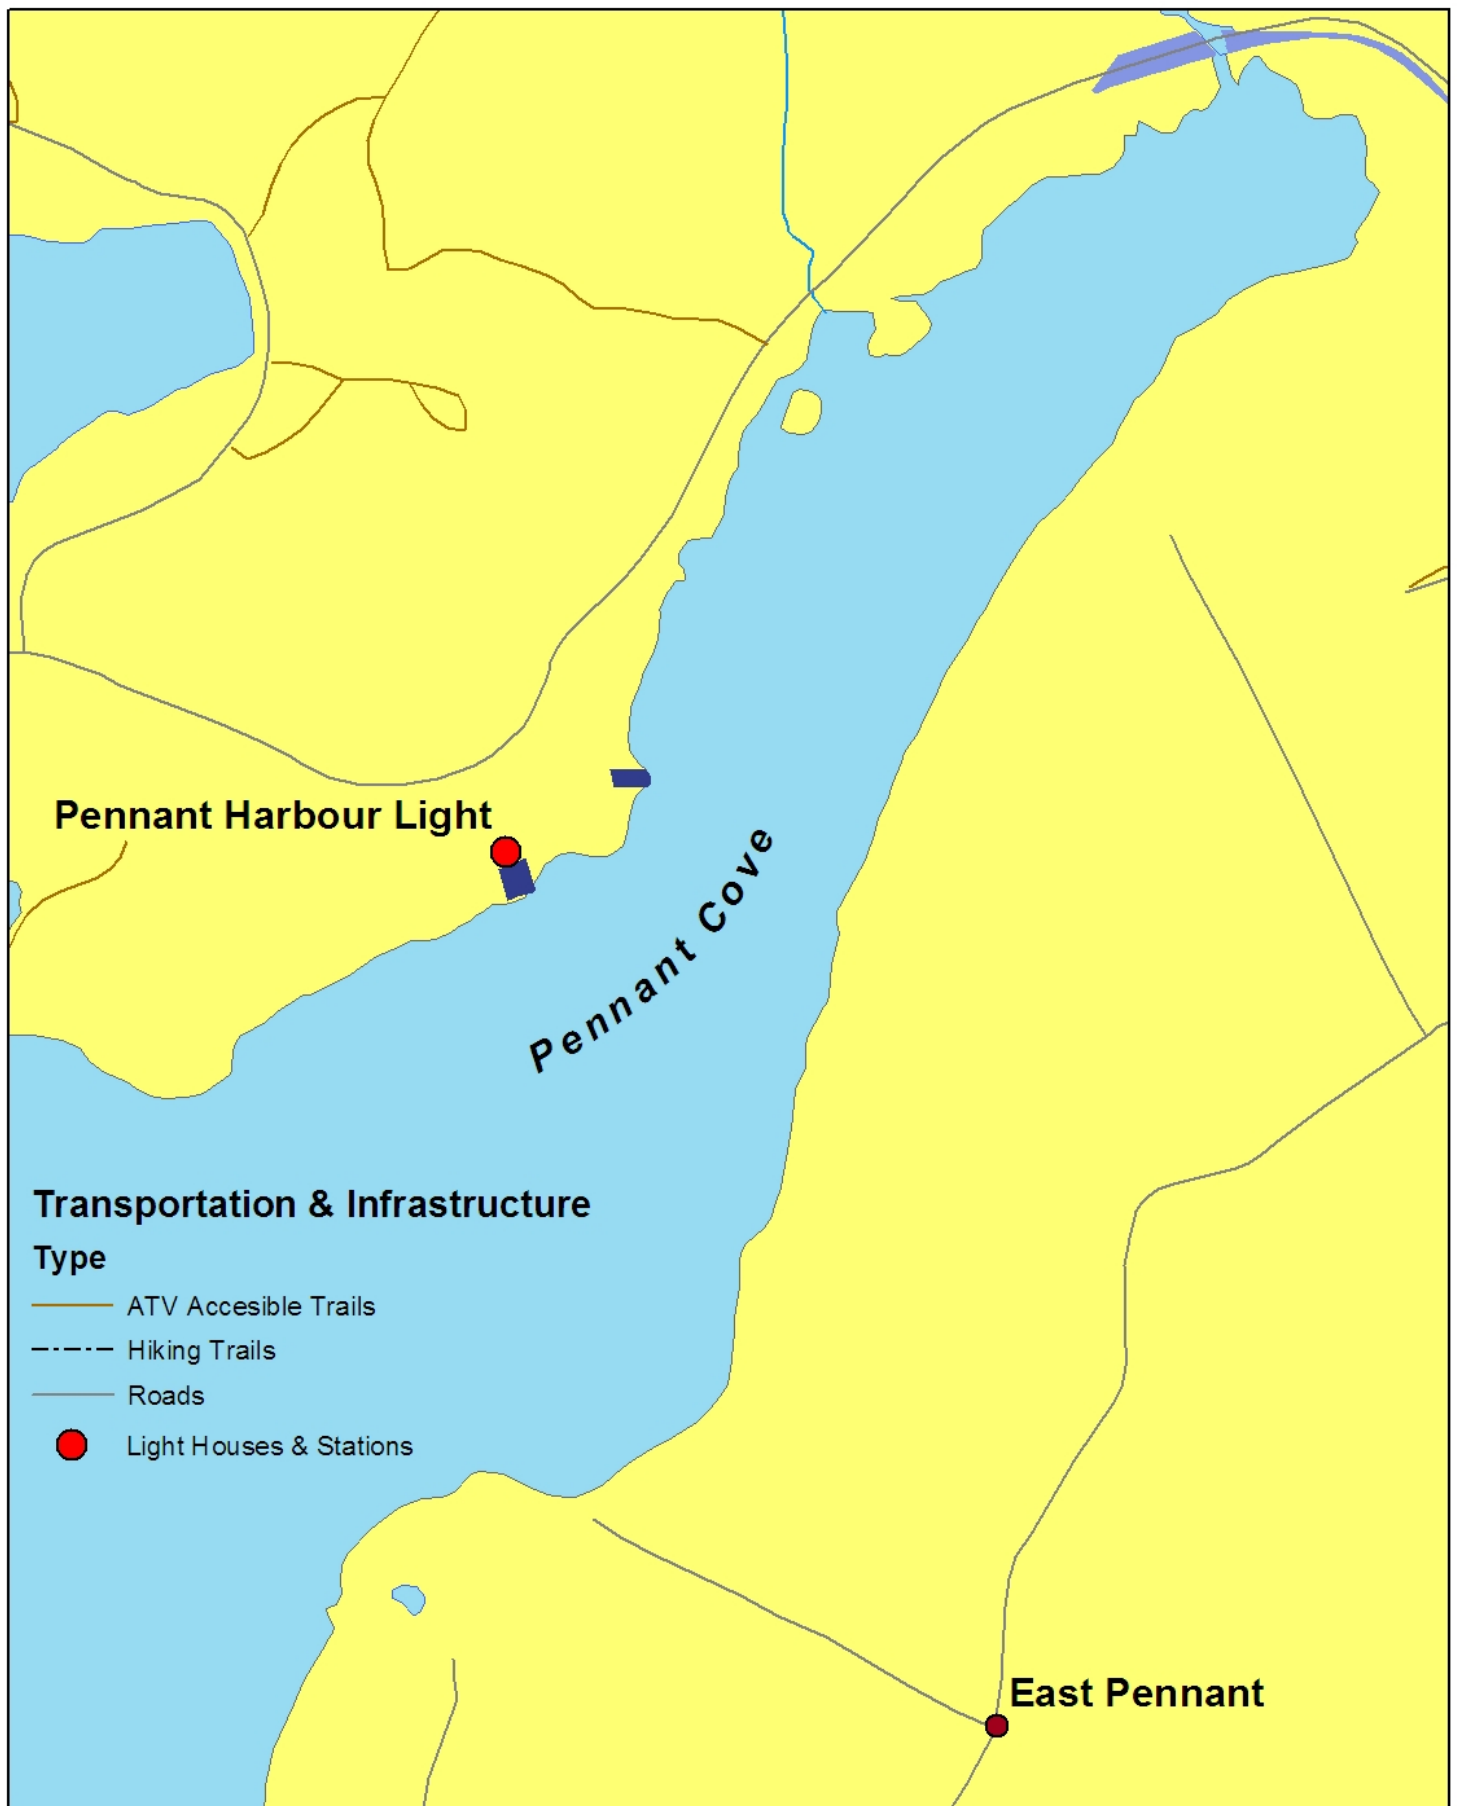 Pennant Harbour Light
Pennant Cove
Transportation & Infrastructure
Type
ATV Accesible Trails
Hiking Trails
Roads
Light Houses & Stations
East Pennant